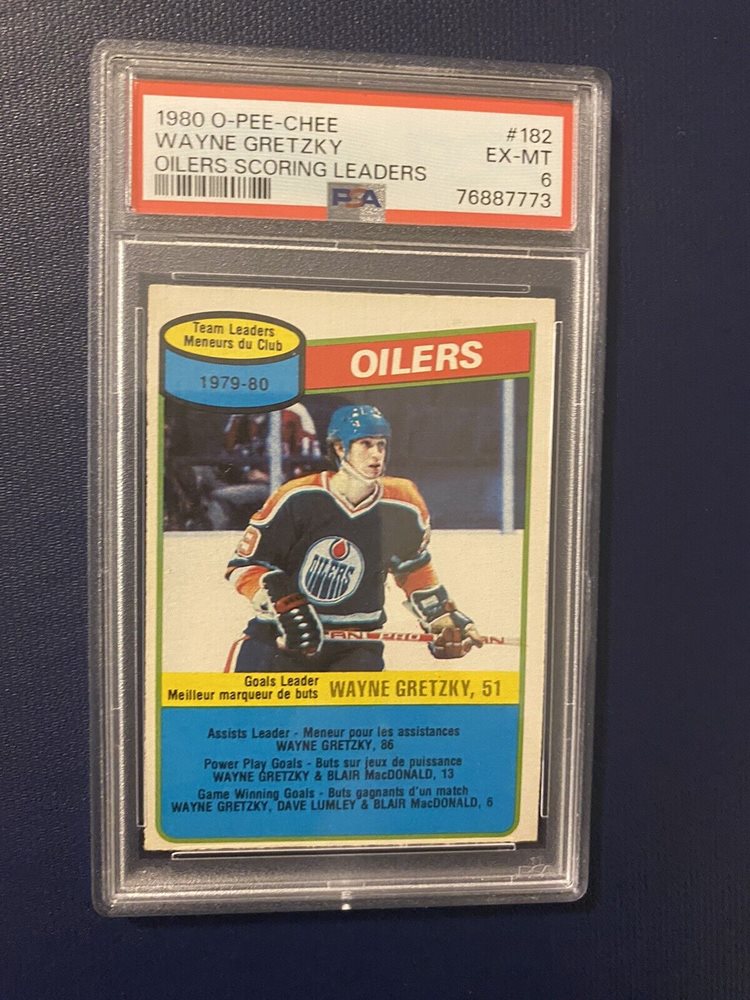 1980 O-PEE-CHEE #182
WAYNE GRETZKY EX-MT
OILERS SCORING LEADERS 6
PSA 76887773
Team Leaders
Meneurs du Club
1979-80
OILERS
9
OILERS
Goals Leader
Meilleur marqueur de buts WAYNE GRETZKY, 51
Assists Leader - Meneur pour les assistances
WAYNE GRETZKY, 86
Power Play Goals - Buts sur jeux de puissance
WAYNE GRETZKY & BLAIR MacDONALD, 13
Game Winning Goals - Buts gagnants d'un match
WAYNE GRETZKY, DAVE LUMLEY & BLAIR MacDONALD, 6